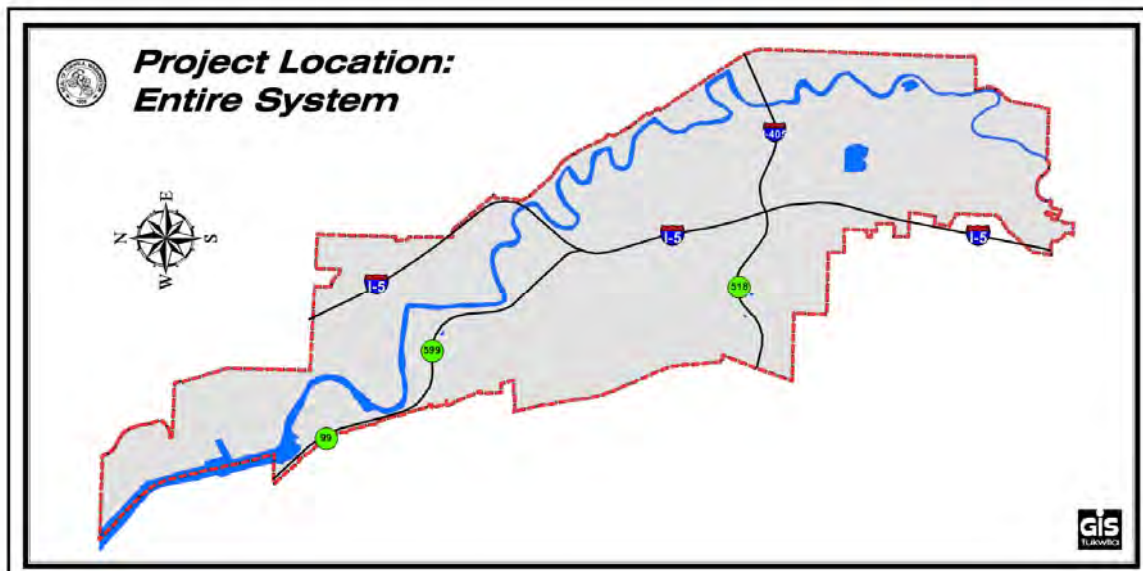 Project Location:
Entire System
E
N
S
W
I-405
I-5
I-5
I-5
518
599
99
GIS
Tukwila